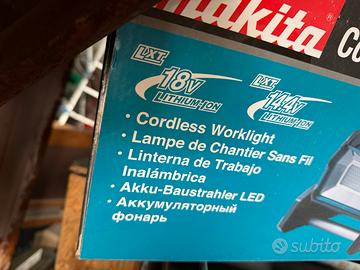 makita
LXT
18V
LITHIUM-ION
LXT
14.4V
LITHIUM-ION
• Cordless Worklight
• Lampe de Chantier Sans Fil
• Linterna de Trabajo
Inalámbrica
• Akku-Baustrahler LED
• Аккумуляторный
фонарь
subito